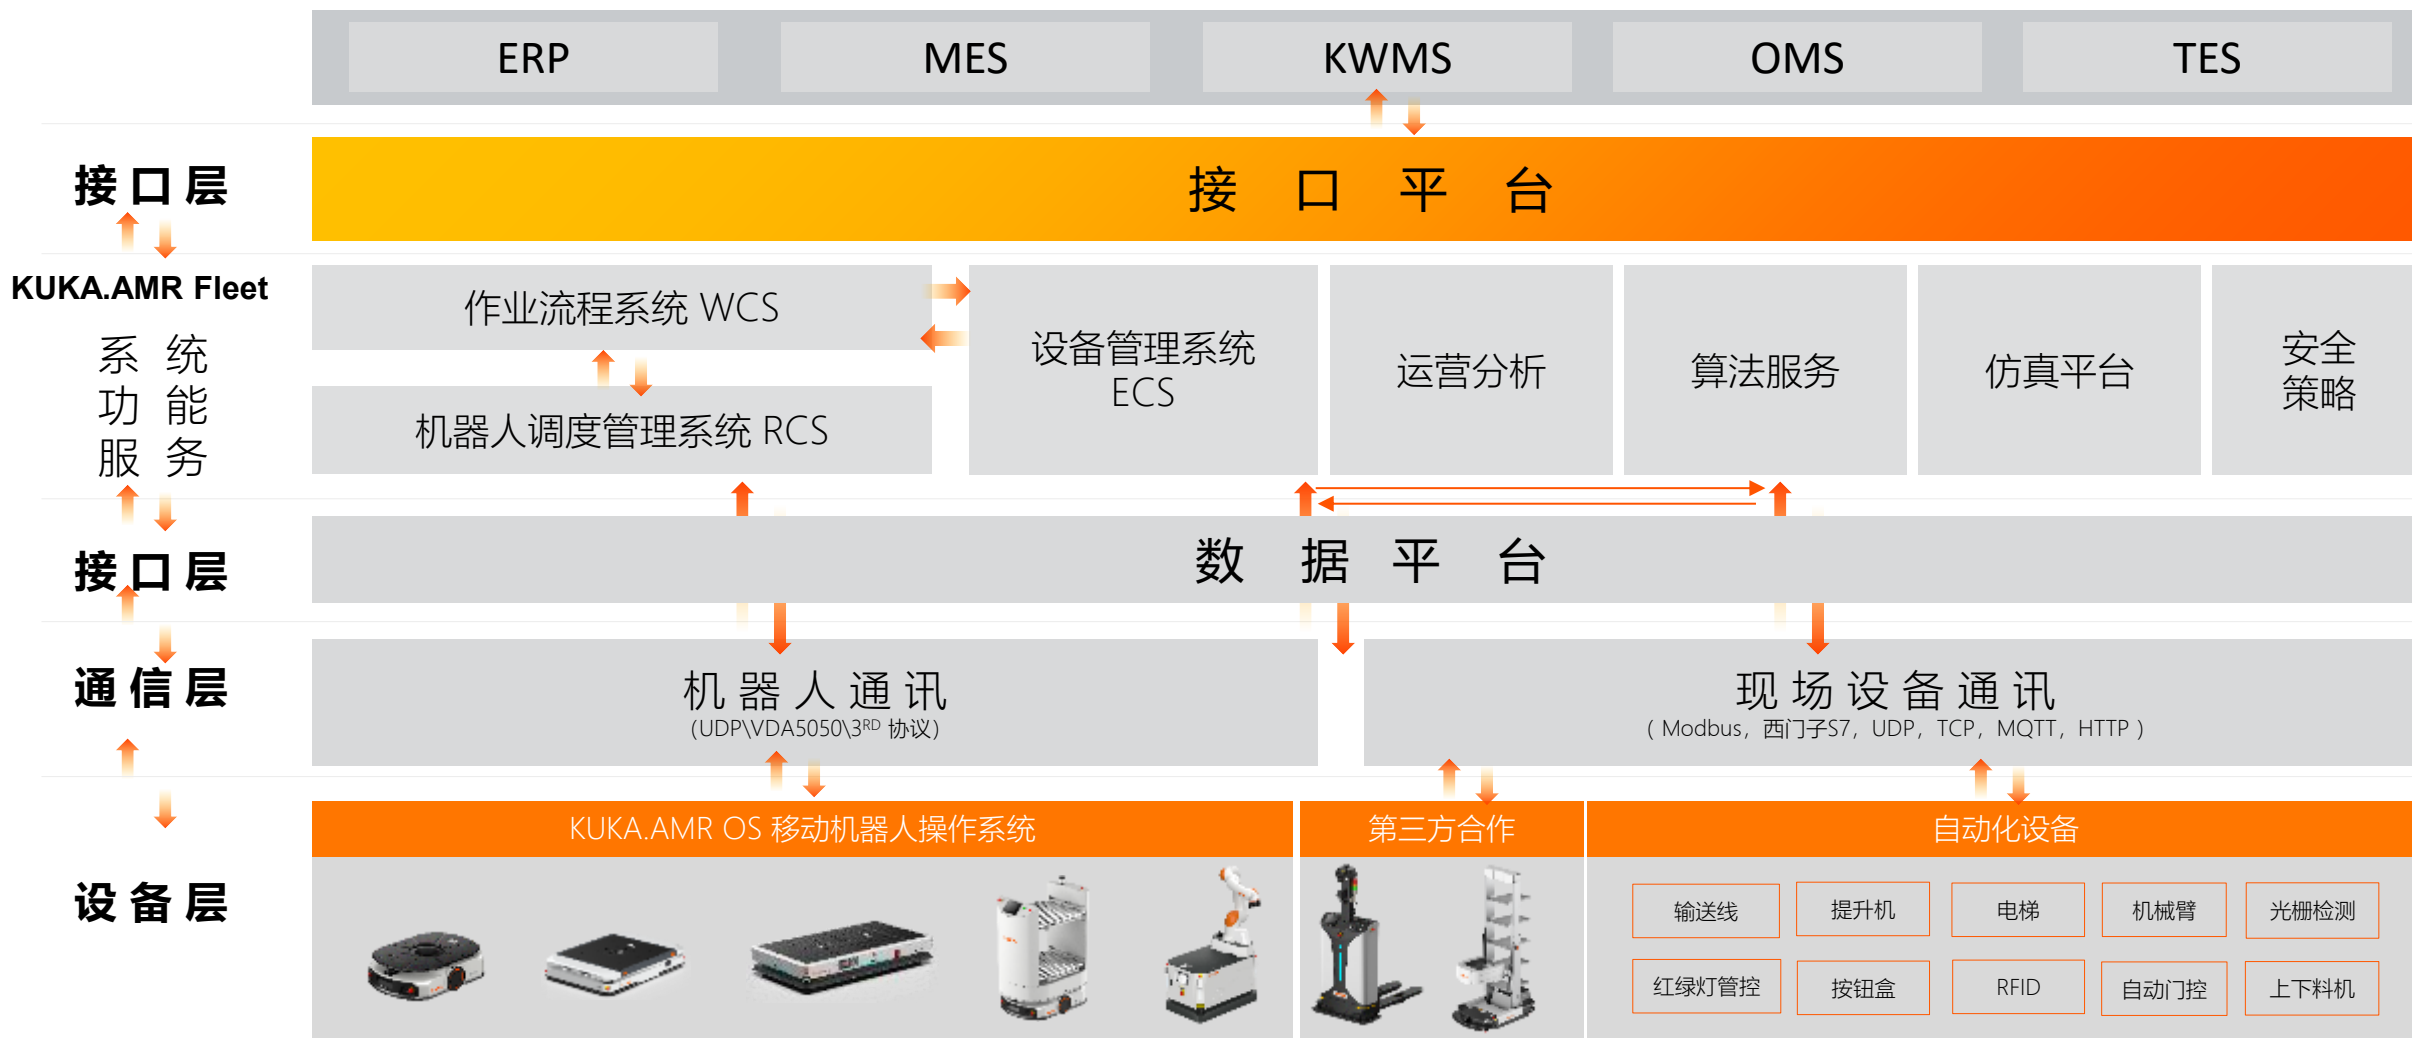 ERP
MES
KWMS
OMS
TES
接口层
接口平台
KUKA.AMR Fleet
系统
功能
服务
作业流程系统 WCS
机器人调度管理系统 RCS
设备管理系统
ECS
运营分析
算法服务
仿真平台
安全
策略
接口层
数据平台
通信层
机器人通讯
(UDP\VDA5050\3RD 协议)
现场设备通讯
( Modbus, 西门子S7, UDP, TCP, MQTT, HTTP )
设备层
KUKA.AMR OS 移动机器人操作系统
第三方合作
自动化设备
输送线
提升机
电梯
机械臂
光栅检测
红绿灯管控
按钮盒
RFID
自动门控
上下料机